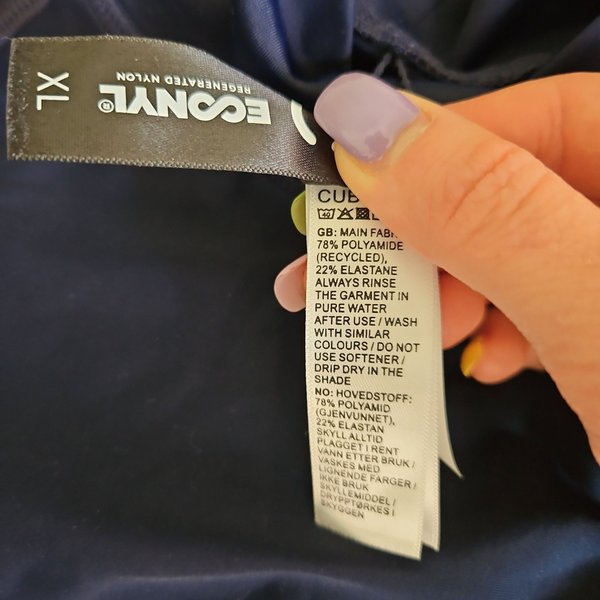 XL
ECONYL®
REGENERATED NYLON
GB: MAIN
78% POLYAMIDE
(RECYCLED),
22% ELASTANE
ALWAYS RINSE
THE GARMENT IN
PURE WATER
AFTER USE / WASH
WITH SIMILAR
COLOURS / DO NOT
USE SOFTENER /
DRIP DRY IN THE
SHADE
NO: HOVEDSTOFF:
78% POLYAMID
(GJENVUNNET),
22% ELASTAN
SKYLL ALLTID
PLAGGET I RENT
VANN ETTER BRUK /
VASKES MED
LIGNENDE FARGER /
IKKE BRUK
SKYLLEMIDDEL /
DRYPPTØRKES I
SKYGGEN